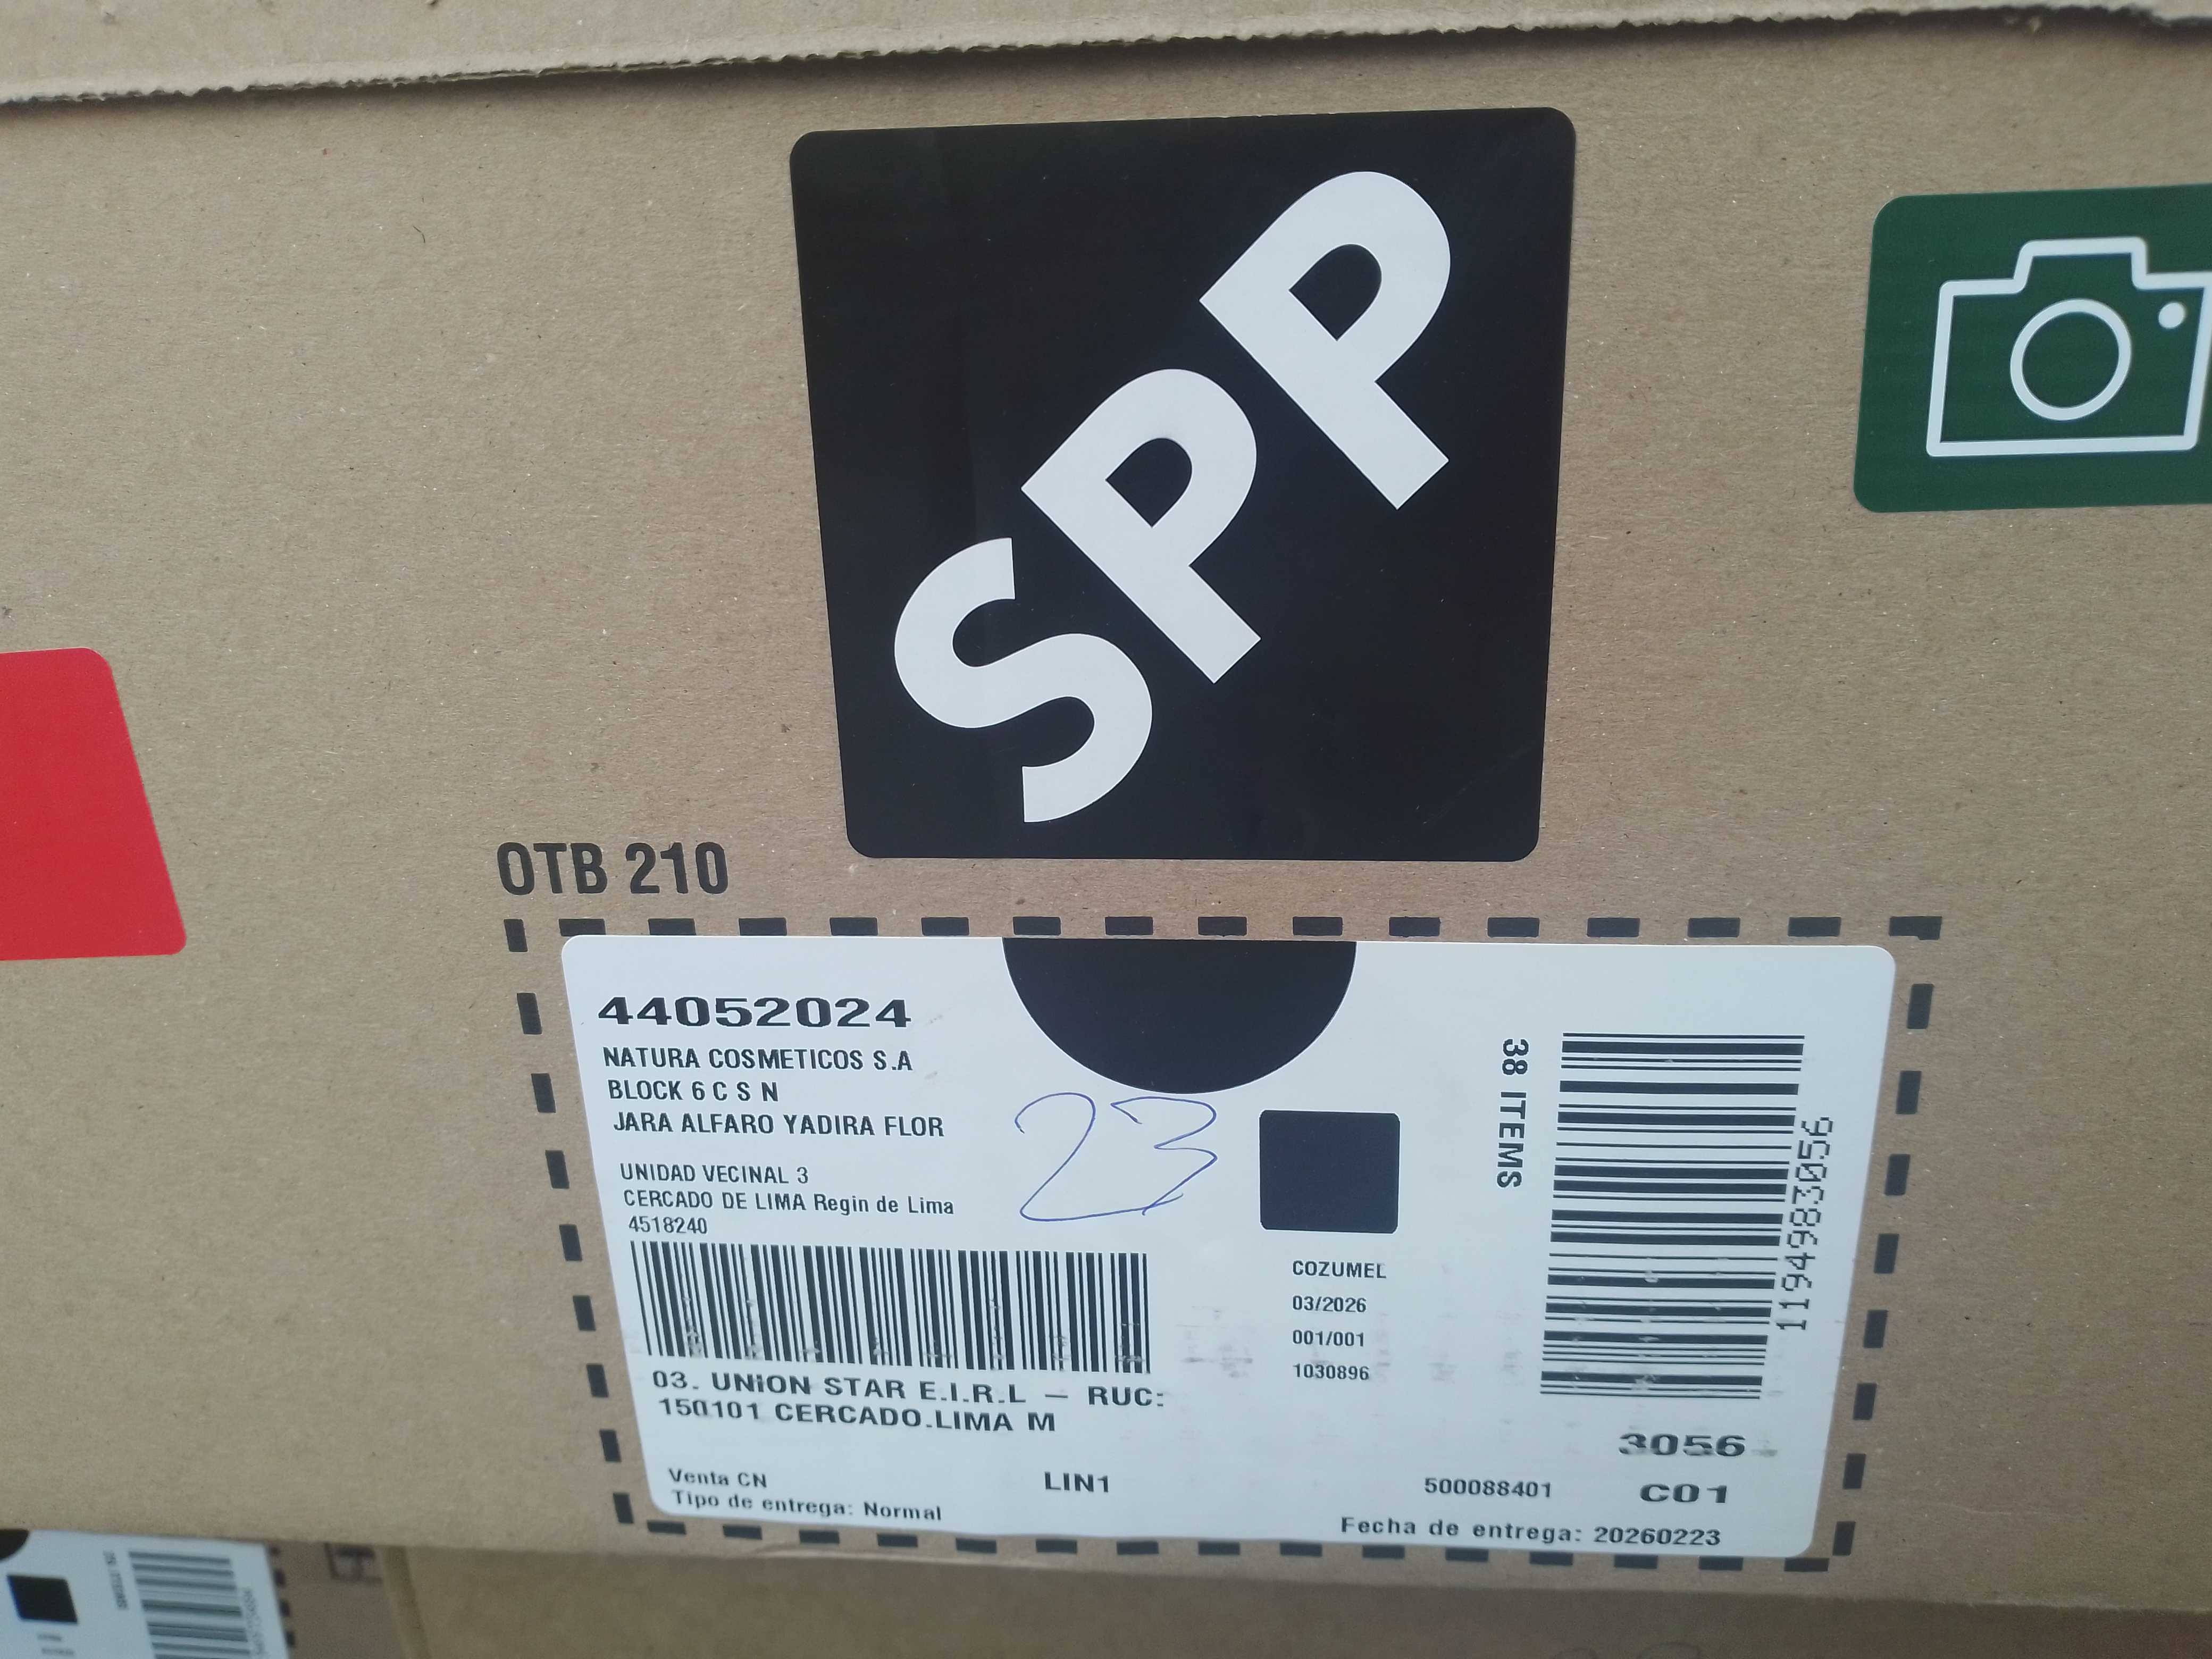 SPP
OTB 210
44052024
NATURA COSMETICOS S.A
BLOCK 6 C S N
JARA ALFARO YADIRA FLOR
UNIDAD VECINAL 3
CERCADO DE LIMA Regin de Lima
4518240
23
38 ITEMS
1194983056
COZUMEL
03/2026
001/001
1030896
03. UNION STAR E.I.R.L – RUC:
150101 CERCADO.LIMA M
3056
Venta CN
LIN1
500088401
C01
Tipo de entrega: Normal
Fecha de entrega: 20260223